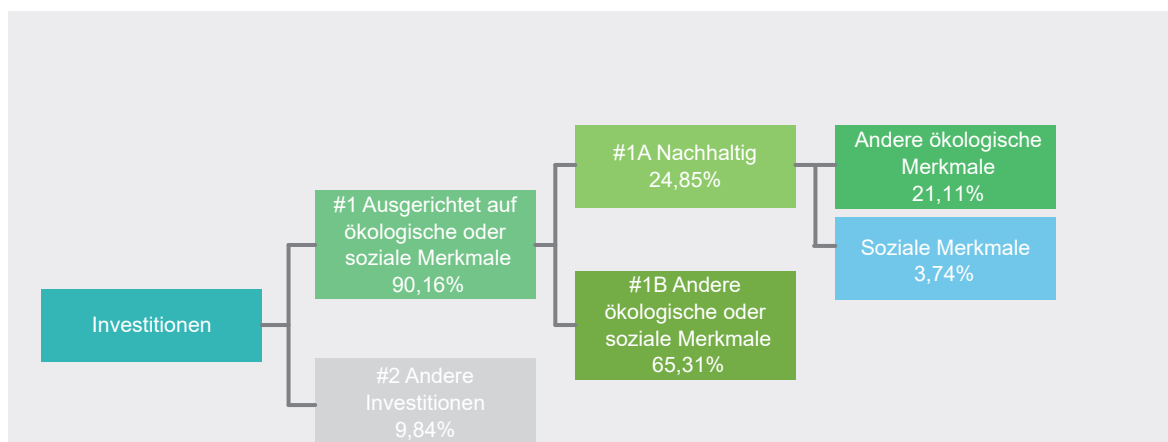 #1A Nachhaltig
24,85%
Andere ökologische
Merkmale
21,11%
#1 Ausgerichtet auf
ökologische oder
soziale Merkmale
90,16%
Soziale Merkmale
3,74%
#1B Andere
ökologische oder
soziale Merkmale
65,31%
Investitionen
#2 Andere
Investitionen
9,84%